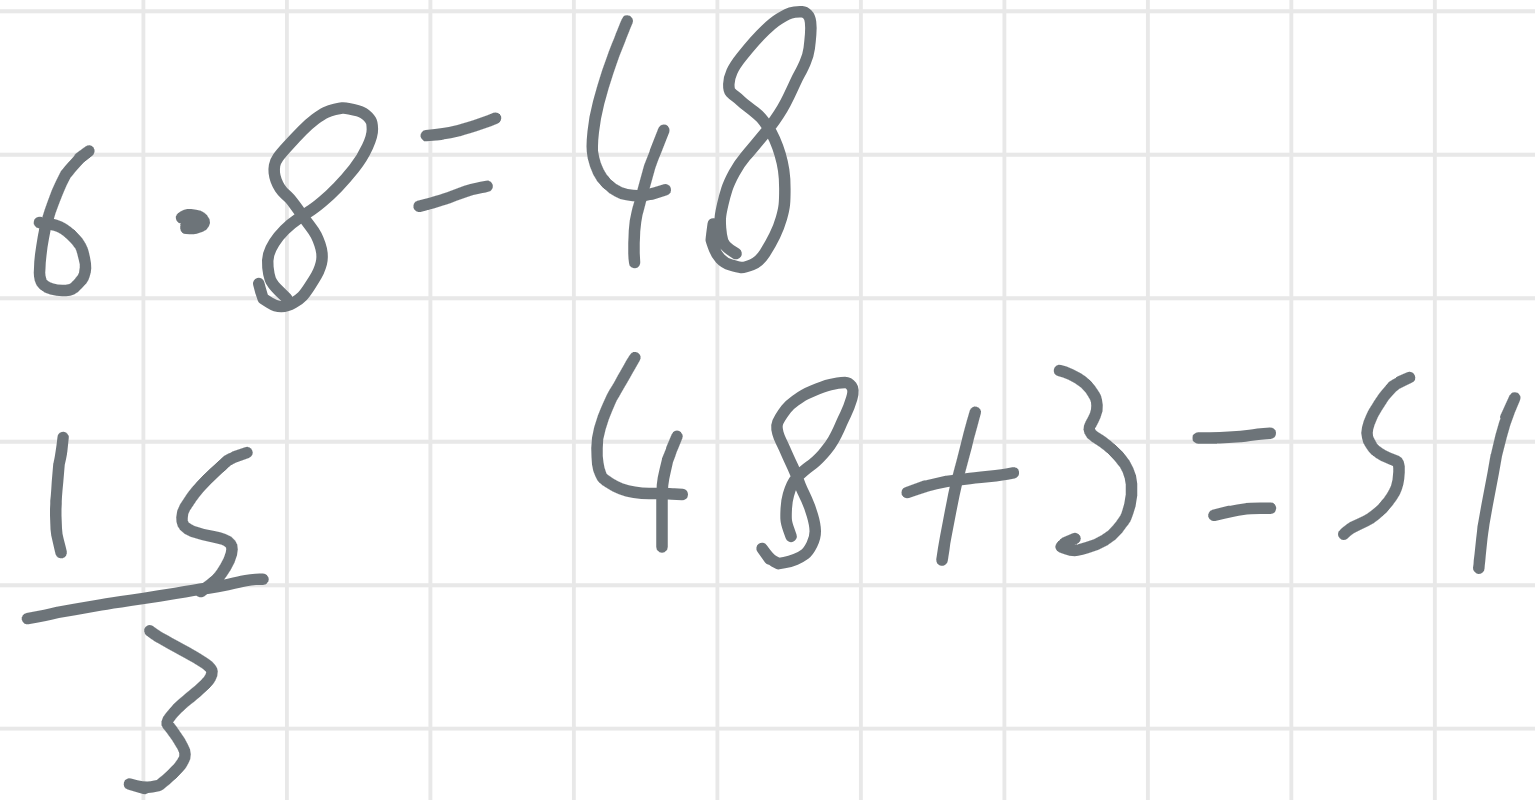 6 · 8 = 48
48 + 3 = 51
15
3